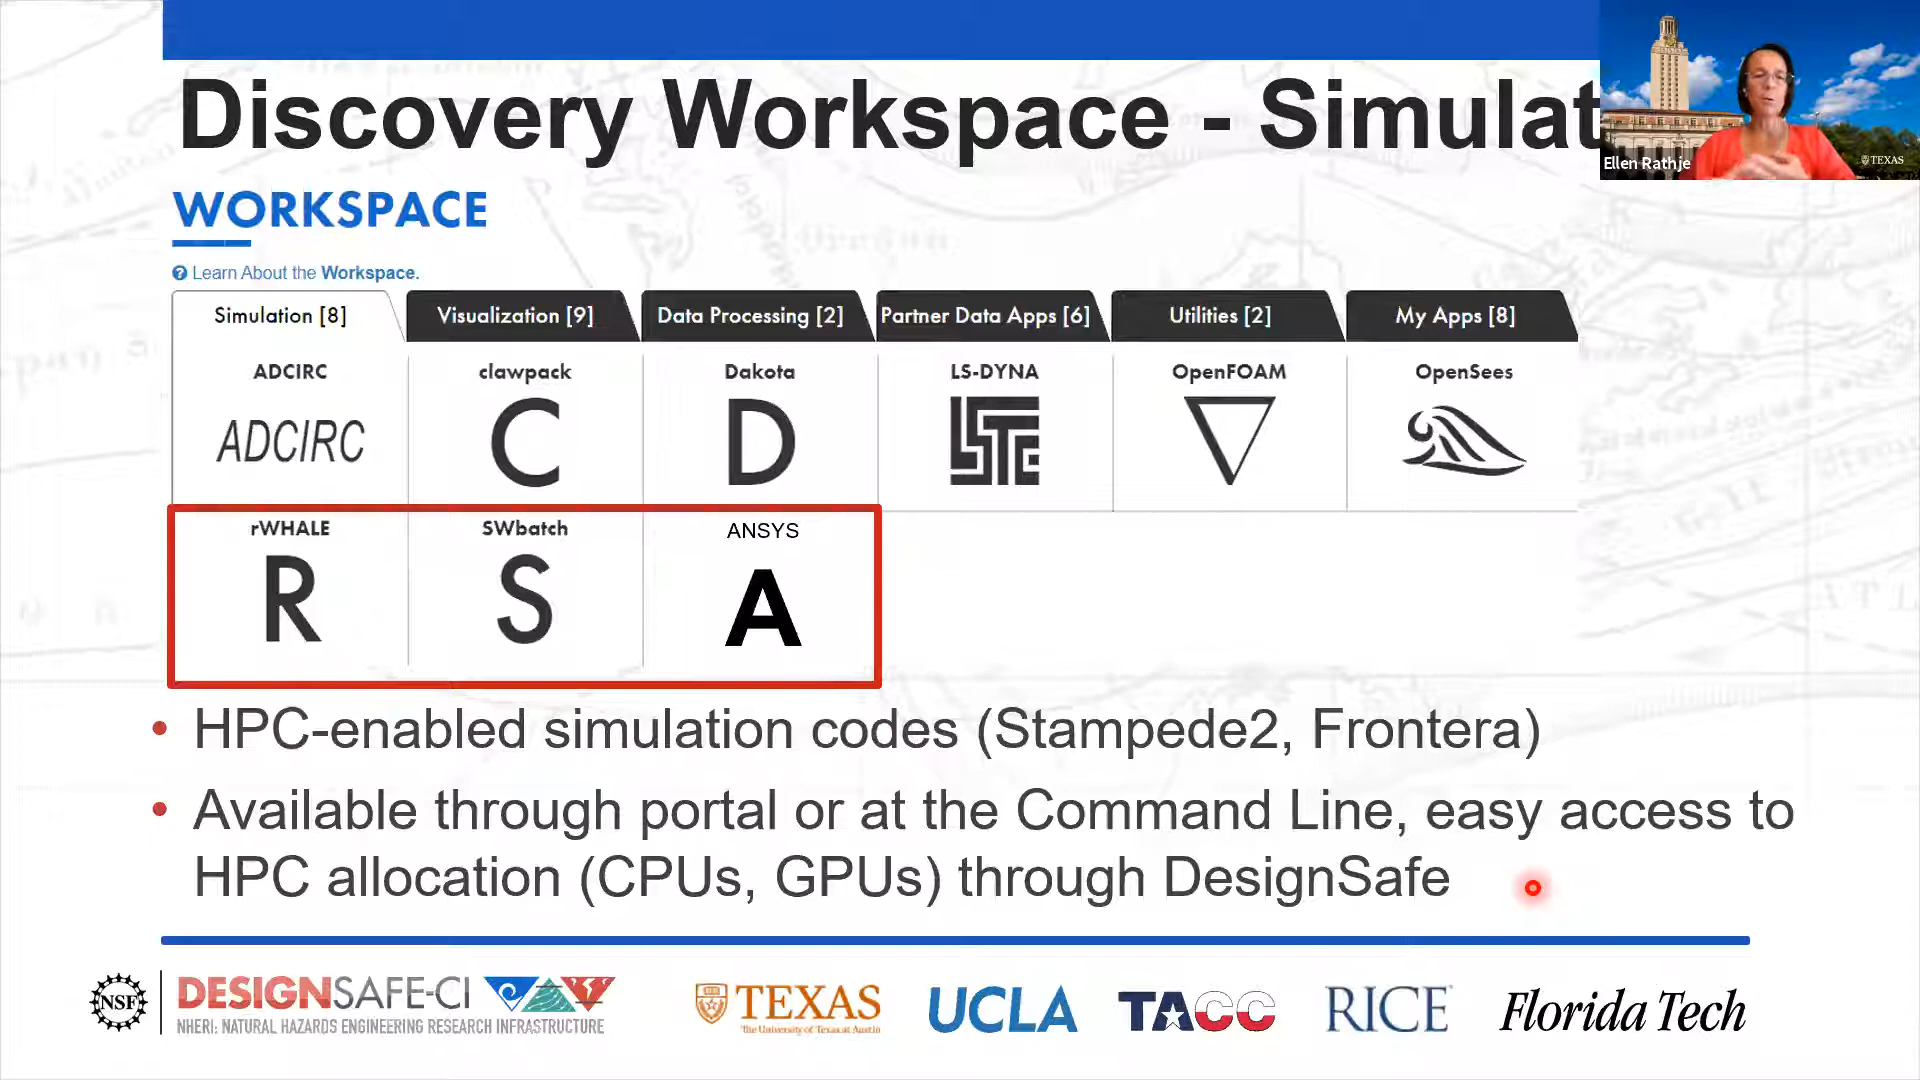 Discovery Workspace - Simulat
Ellen Rathje
TEXAS
WORKSPACE
Learn About the Workspace.
Simulation [8]
Visualization [9]
Data Processing [2]
Partner Data Apps [6]
Utilities [2]
My Apps [8]
ADCIRC
clawpack
Dakota
LS-DYNA
OpenFOAM
OpenSees
ADCIRC
C
D
LSTC
rWHALE
SWbatch
ANSYS
R
S
A
• HPC-enabled simulation codes (Stampede2, Frontera)
• Available through portal or at the Command Line, easy access to
HPC allocation (CPUs, GPUs) through DesignSafe
NSF
DESIGNSAFE-CI
NHERI: NATURAL HAZARDS ENGINEERING RESEARCH INFRASTRUCTURE
TEXAS
The University of Texas at Austin
UCLA
TACC
RICE
Florida Tech